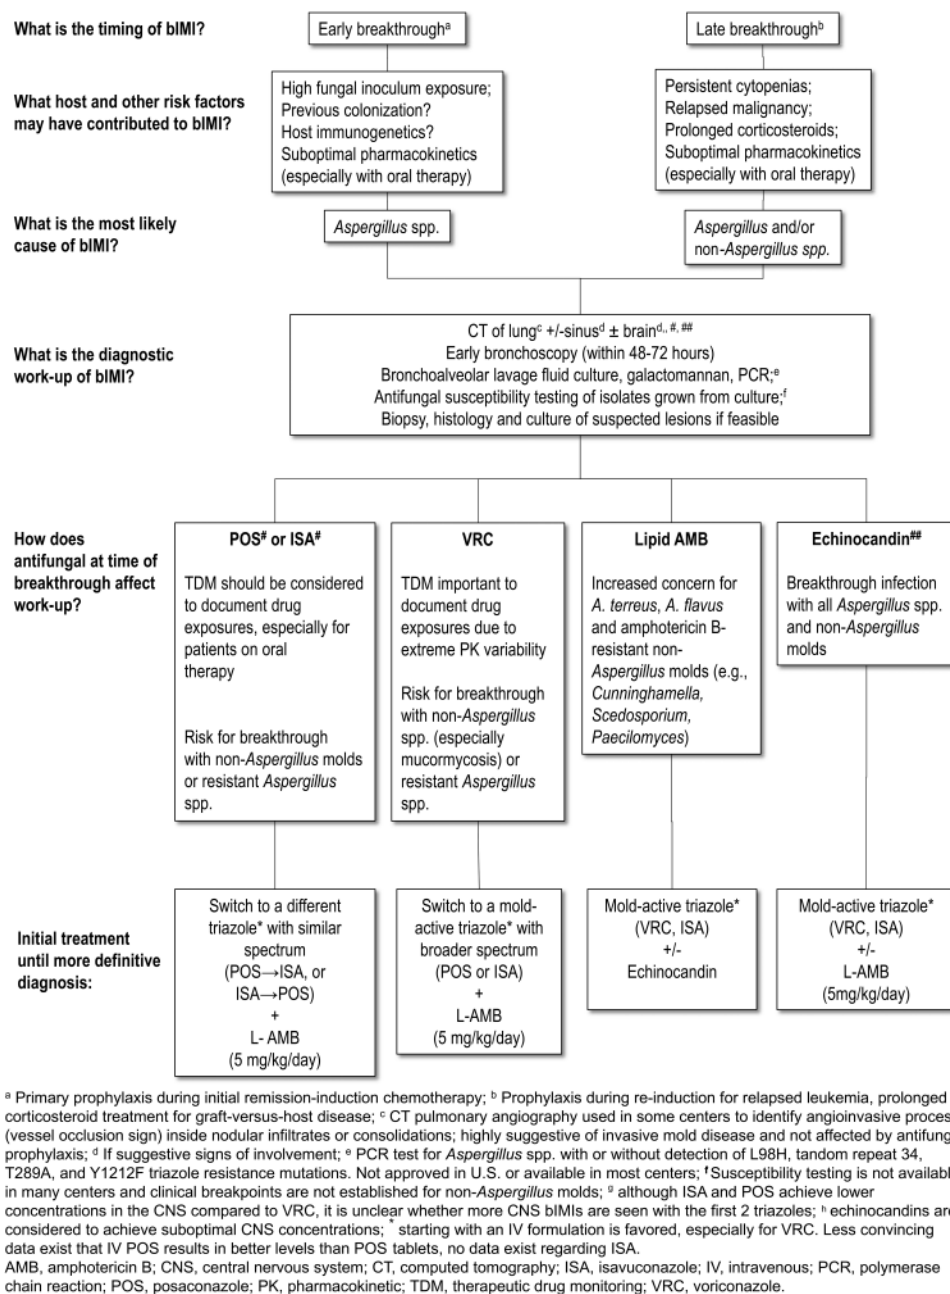 What is the timing of bIMI?
Early breakthroughᵃ
Late breakthroughᵇ
What host and other risk factors
may have contributed to bIMI?
High fungal inoculum exposure;
Previous colonization?
Host immunogenetics?
Suboptimal pharmacokinetics
(especially with oral therapy)
Persistent cytopenias;
Relapsed malignancy;
Prolonged corticosteroids;
Suboptimal pharmacokinetics
(especially with oral therapy)
What is the most likely
cause of bIMI?
Aspergillus spp.
Aspergillus and/or
non-Aspergillus spp.
What is the diagnostic
work-up of bIMI?
CT of lungᶜ +/-sinusᵈ ± brainᵈ,, #, ##
Early bronchoscopy (within 48-72 hours)
Bronchoalveolar lavage fluid culture, galactomannan, PCR;ᵉ
Antifungal susceptibility testing of isolates grown from culture;ᶠ
Biopsy, histology and culture of suspected lesions if feasible
How does
antifungal at time of
breakthrough affect
work-up?
POS# or ISA#
TDM should be considered
to document drug
exposures, especially for
patients on oral
therapy
Risk for breakthrough
with non-Aspergillus molds
or resistant Aspergillus
spp.
VRC
TDM important to
document drug
exposures due to
extreme PK variability
Risk for breakthrough
with non-Aspergillus
spp. (especially
mucormycosis) or
resistant Aspergillus
spp.
Lipid AMB
Increased concern for
A. terreus, A. flavus
and amphotericin B-
resistant non-
Aspergillus molds (e.g.,
Cunninghamella,
Scedosporium,
Paecilomyces)
Echinocandin##
Breakthrough infection
with all Aspergillus spp.
and non-Aspergillus
molds
Initial treatment
until more definitive
diagnosis:
Switch to a different
triazole* with similar
spectrum
(POS→ISA, or
ISA→POS)
+
L- AMB
(5 mg/kg/day)
Switch to a mold-
active triazole* with
broader spectrum
(POS or ISA)
+
L-AMB
(5 mg/kg/day)
Mold-active triazole*
(VRC, ISA)
+/-
Echinocandin
Mold-active triazole*
(VRC, ISA)
+/-
L-AMB
(5mg/kg/day)
ᵃ Primary prophylaxis during initial remission-induction chemotherapy; ᵇ Prophylaxis during re-induction for relapsed leukemia, prolonged
corticosteroid treatment for graft-versus-host disease; ᶜ CT pulmonary angiography used in some centers to identify angioinvasive proces
(vessel occlusion sign) inside nodular infiltrates or consolidations; highly suggestive of invasive mold disease and not affected by antifung
prophylaxis; ᵈ If suggestive signs of involvement; ᵉ PCR test for Aspergillus spp. with or without detection of L98H, tandom repeat 34,
T289A, and Y1212F triazole resistance mutations. Not approved in U.S. or available in most centers; ᶠ Susceptibility testing is not availabl
in many centers and clinical breakpoints are not established for non-Aspergillus molds; ᵍ although ISA and POS achieve lower
concentrations in the CNS compared to VRC, it is unclear whether more CNS bIMIs are seen with the first 2 triazoles; ʰ echinocandins are
considered to achieve suboptimal CNS concentrations; * starting with an IV formulation is favored, especially for VRC. Less convincing
data exist that IV POS results in better levels than POS tablets, no data exist regarding ISA.
AMB, amphotericin B; CNS, central nervous system; CT, computed tomography; ISA, isavuconazole; IV, intravenous; PCR, polymerase
chain reaction; POS, posaconazole; PK, pharmacokinetic; TDM, therapeutic drug monitoring; VRC, voriconazole.